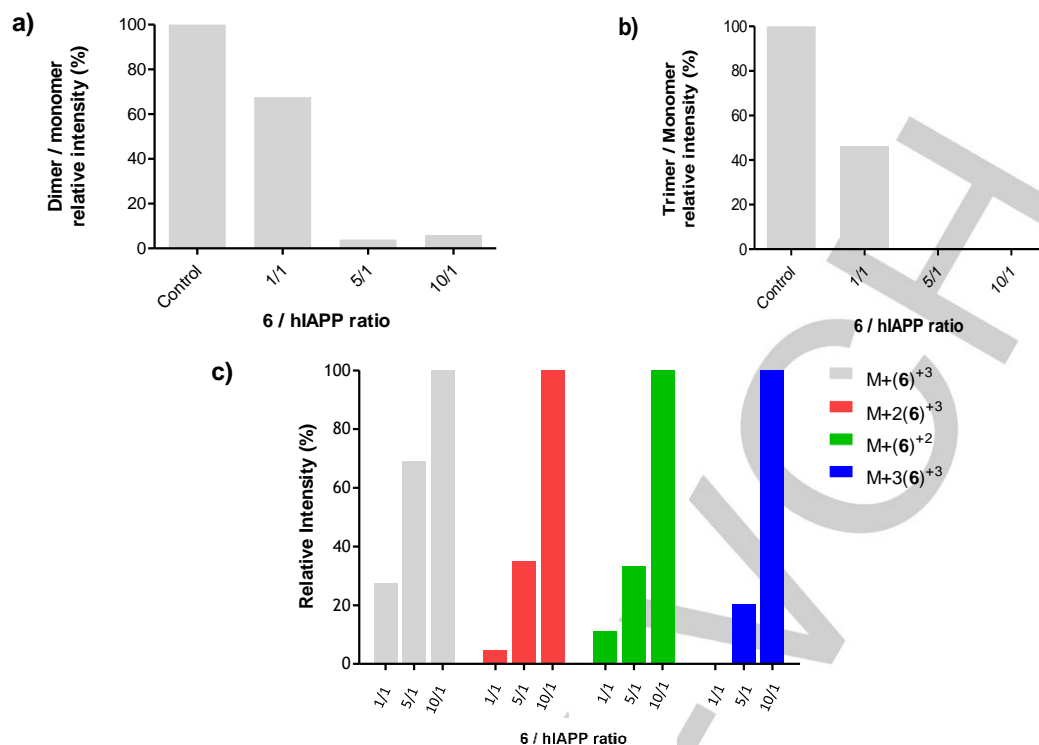 a)
Dimer / monomer
relative intensity (%)
100
80
60
40
20
0
Control
1/1
5/1
10/1
6 / hIAPP ratio
b)
Trimer / Monomer
relative intensity (%)
100
80
60
40
20
0
Control
1/1
5/1
10/1
6 / hIAPP ratio
c)
Relative Intensity (%)
100
80
60
40
20
0
1/1
5/1
10/1
1/1
5/1
10/1
1/1
5/1
10/1
1/1
5/1
10/1
6 / hIAPP ratio
M+(6)+3
M+2(6)+3
M+(6)+2
M+3(6)+3